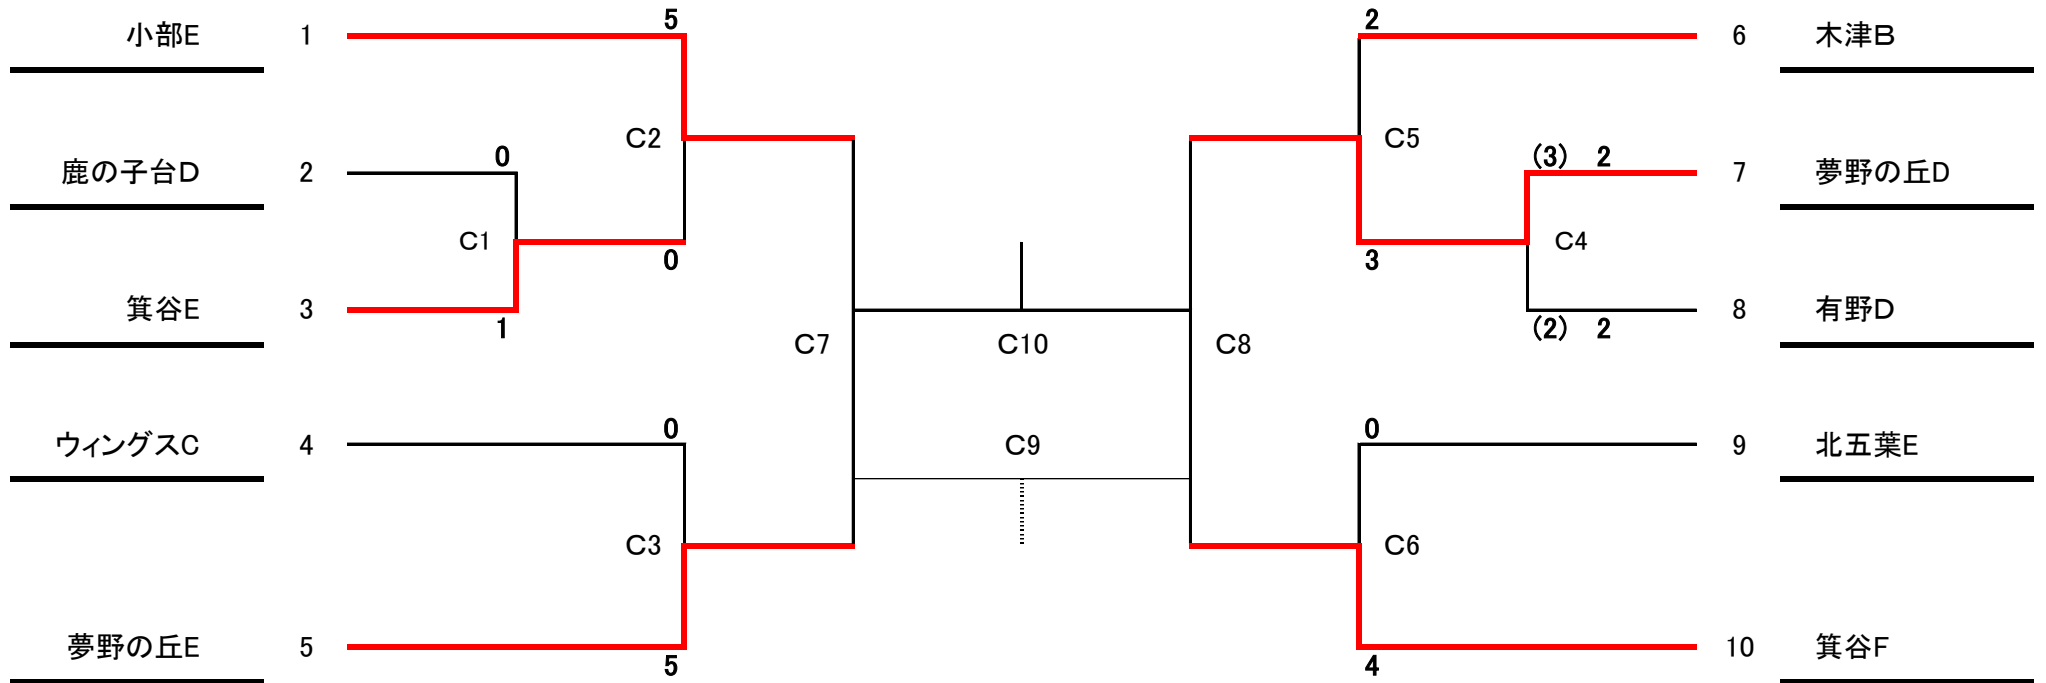 5 2
小部E 1 6 木津B
C2 C5
0 (3) 2
鹿の子台D 2 7 夢野の丘D
C1 C4
0 3
箕谷E 3 8 有野D
1 (2) 2
C7 C10 C8
0 0
ウィングスC 4 C9 9 北五葉E
C3 C6
夢野の丘E 5 10 箕谷F
5 4